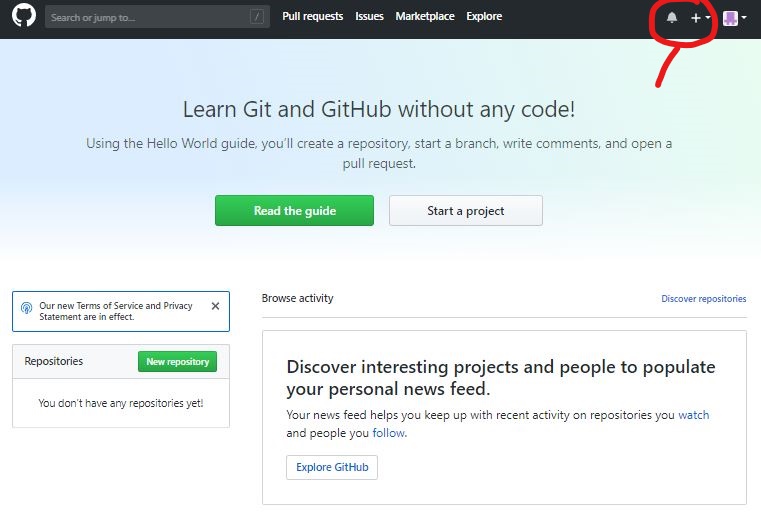 Search or jump to... /
Pull requests Issues Marketplace Explore
Learn Git and GitHub without any code!
Using the Hello World guide, you’ll create a repository, start a branch, write comments, and open a
pull request.
Read the guide
Start a project
Our new Terms of Service and Privacy
Statement are in effect.
Repositories
New repository
You don’t have any repositories yet!
Browse activity
Discover repositories
Discover interesting projects and people to populate
your personal news feed.
Your news feed helps you keep up with recent activity on repositories you watch
and people you follow.
Explore GitHub